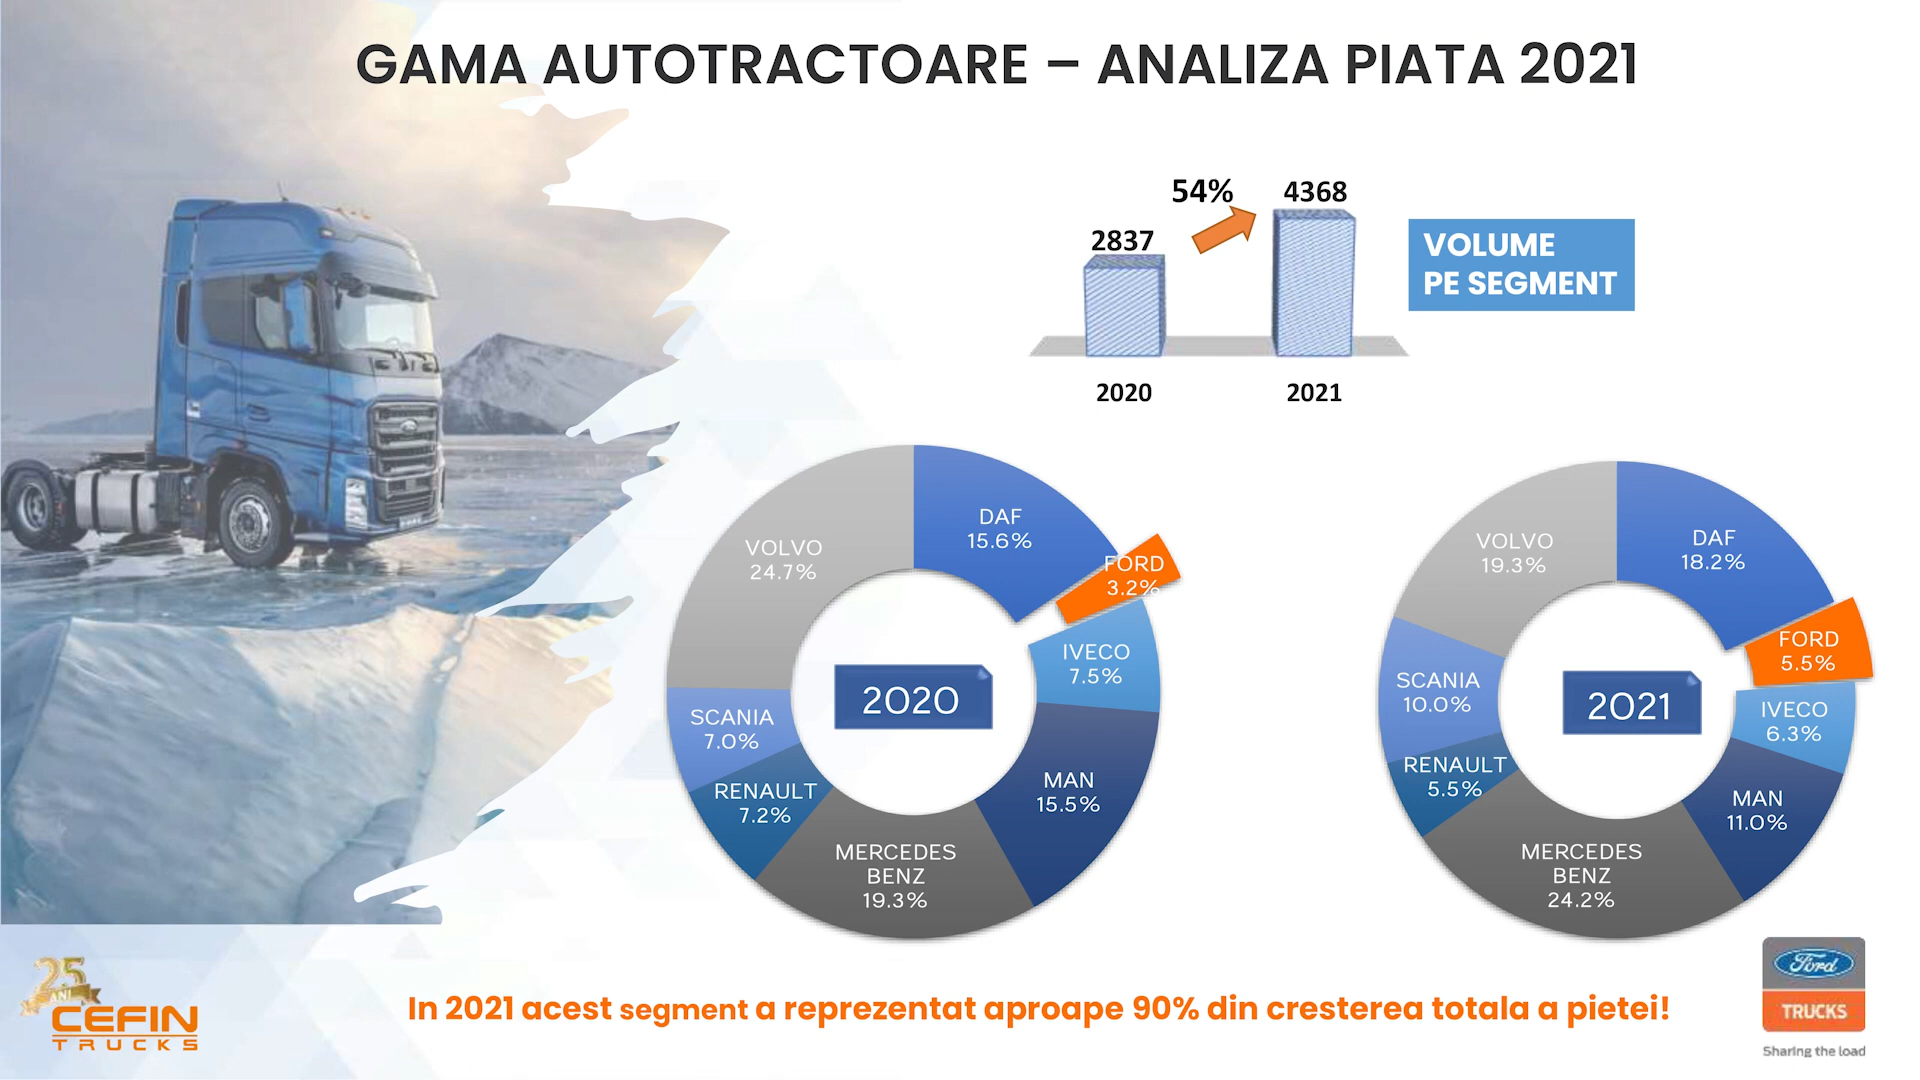 GAMA AUTOTRACTOARE – ANALIZA PIATA 2021
54%
4368
2837
VOLUME
PE SEGMENT
2020
2021
DAF
15.6%
FORD
3.2%
IVECO
7.5%
MAN
15.5%
MERCEDES
BENZ
19.3%
RENAULT
7.2%
SCANIA
7.0%
VOLVO
24.7%
2020
DAF
18.2%
FORD
5.5%
IVECO
6.3%
MAN
11.0%
MERCEDES
BENZ
24.2%
RENAULT
5.5%
SCANIA
10.0%
VOLVO
19.3%
2021
25
ANI
CEFIN
TRUCKS
In 2021 acest segment a reprezentat aproape 90% din cresterea totala a pietei!
Ford
TRUCKS
Sharing the load